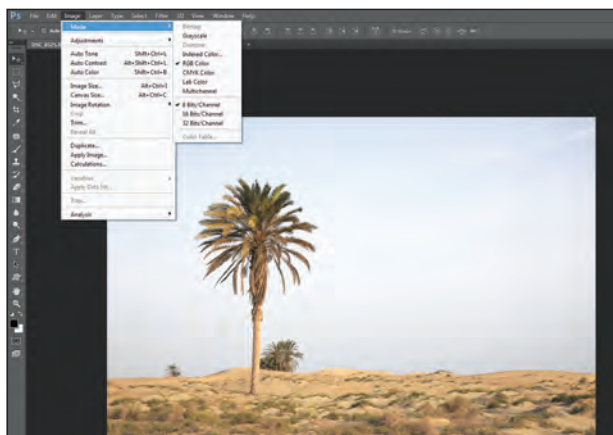 Ps File Edit Image Layer Type Select Filter 3D View Window Help
Mode
Adjustments
Auto Tone Shift+Ctrl+L
Auto Contrast Alt+Shift+Ctrl+L
Auto Color Shift+Ctrl+B
Image Size... Alt+Ctrl+I
Canvas Size... Alt+Ctrl+C
Image Rotation
Crop
Trim...
Reveal All
Duplicate...
Apply Image...
Calculations...
Variables
Apply Data Set...
Trap...
Analysis
Bitmap
Grayscale
Duotone
Indexed Color...
RGB Color
CMYK Color
Lab Color
Multichannel
8 Bits/Channel
16 Bits/Channel
32 Bits/Channel
Color Table...